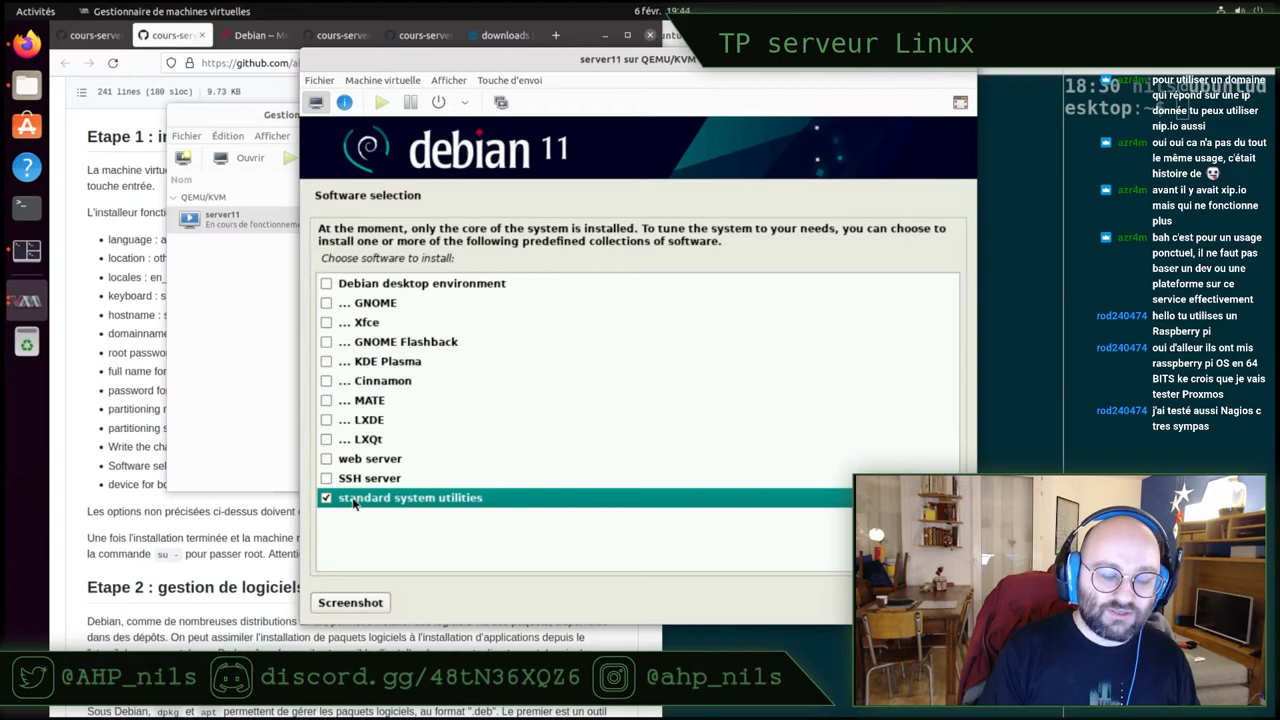 Activités
Gestionnaire de machines virtuelles
6 févr. 19:44
TP serveur Linux
cours-serve
cours-serv
Debian -- Me
cours-serve
cours-serve
downloads
https://github.com/a
241 lines (180 sloc)
9.73 KB
Etape 1 : i
La machine virtue
touche entrée.
L'installeur foncti
language : a
location : oth
locales : en_
keyboard : s
hostname : s
domainname
root passwor
full name for
password fo
partitioning r
Write the cha
Software sel
device for bo
Les options non précisées ci-dessus doivent
Une fois l'installation terminée et la machine r
la commande su - pour passer root. Attenti
Etape 2 : gestion de logiciels
Debian, comme de nombreuses distributions
dans des dépôts. On peut assimiler l'installation de paquets logiciels à l'installation d'applications depuis le
Sous Debian, dpkg et apt permettent de gérer les paquets logiciels, au format ".deb". Le premier est un outil
Gestion
Fichier
Édition
Afficher
Ouvrir
Nom
QEMU/KVM
server11
En cours de fonctionneme
server11 sur QEMU/KVM
Fichier
Machine virtuelle
Afficher
Touche d'envoi
debian 11
Software selection
At the moment, only the core of the system is installed. To tune the system to your needs, you can choose to
install one or more of the following predefined collections of software.
Choose software to install:
Debian desktop environment
... GNOME
... Xfce
... GNOME Flashback
... KDE Plasma
... Cinnamon
... MATE
... LXDE
... LXQt
web server
SSH server
standard system utilities
Screenshot
18:30 nils@ubuntud
esktop:~$
azr4m pour utiliser un domaine
qui répond sur une ip
donnée tu peux utiliser
nip.io aussi
azr4m oui oui ca n'a pas du tout
le même usage, c'était
histoire de
azr4m avant il y avait xip.io
mais qui ne fonctionne
plus
azr4m bah c'est pour un usage
ponctuel, il ne faut pas
baser un dev ou une
plateforme sur ce
service effectivement
rod240474 hello tu utilises un
Raspberry pi
rod240474 oui d'alleur ils ont mis
rasspberry pi OS en 64
BITS ke crois que je vais
tester Proxmos
rod240474 j'ai testé aussi Nagios c
tres sympas
@AHP_nils
discord.gg/48tN36XQZ6
@ahp_nils